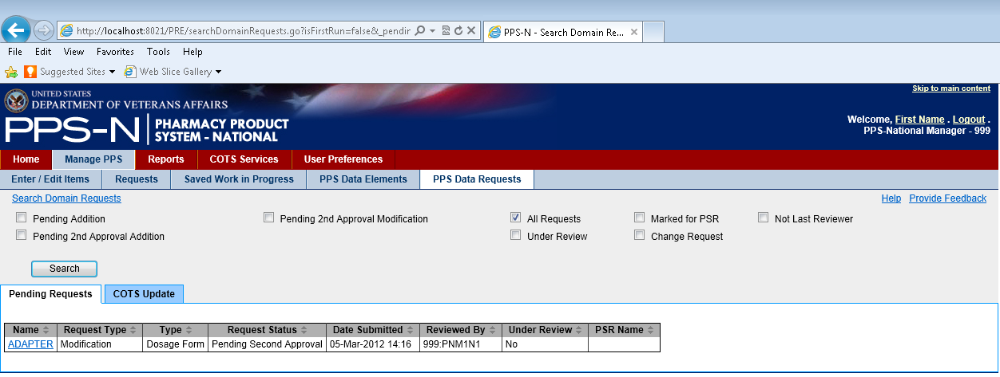 http://localhost:8021/PRE/searchDomainRequests.go?isFirstRun=false&_pendir
PPS-N - Search Domain Re...
File Edit View Favorites Tools Help
Suggested Sites Web Slice Gallery
Skip to main content
UNITED STATES
DEPARTMENT OF VETERANS AFFAIRS
PPS-N PHARMACY PRODUCT
SYSTEM - NATIONAL
Welcome, First Name . Logout .
PPS-National Manager - 999
Home Manage PPS Reports COTS Services User Preferences
Enter / Edit Items Requests Saved Work in Progress PPS Data Elements PPS Data Requests
Search Domain Requests Help Provide Feedback
Pending Addition Pending 2nd Approval Modification All Requests Marked for PSR Not Last Reviewer
Pending 2nd Approval Addition Under Review Change Request
Search
Pending Requests COTS Update
Name Request Type Type Request Status Date Submitted Reviewed By Under Review PSR Name
ADAPTER Modification Dosage Form Pending Second Approval 05-Mar-2012 14:16 999:PNM1N1 No